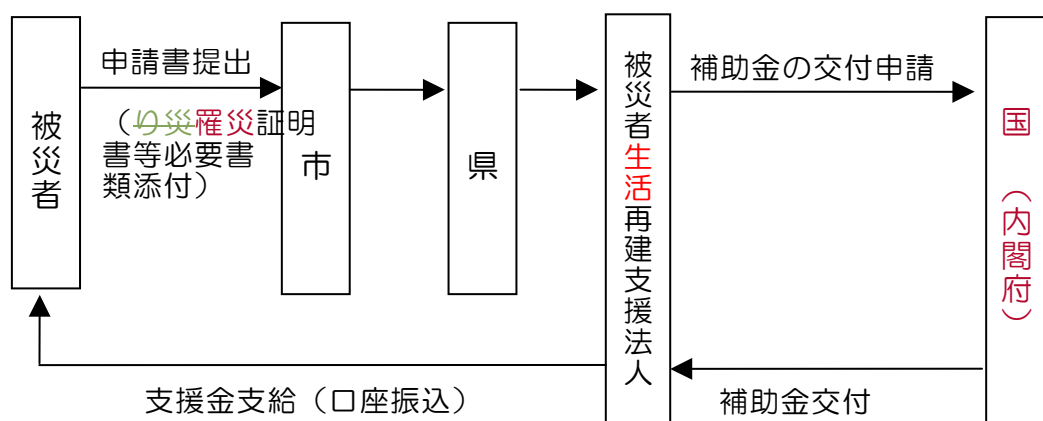 被災者
申請書提出
（り災罹災証明
書等必要書
類添付）
市
県
被災者生活再建支援法人
補助金の交付申請
国（内閣府）
支援金支給（口座振込）
補助金交付